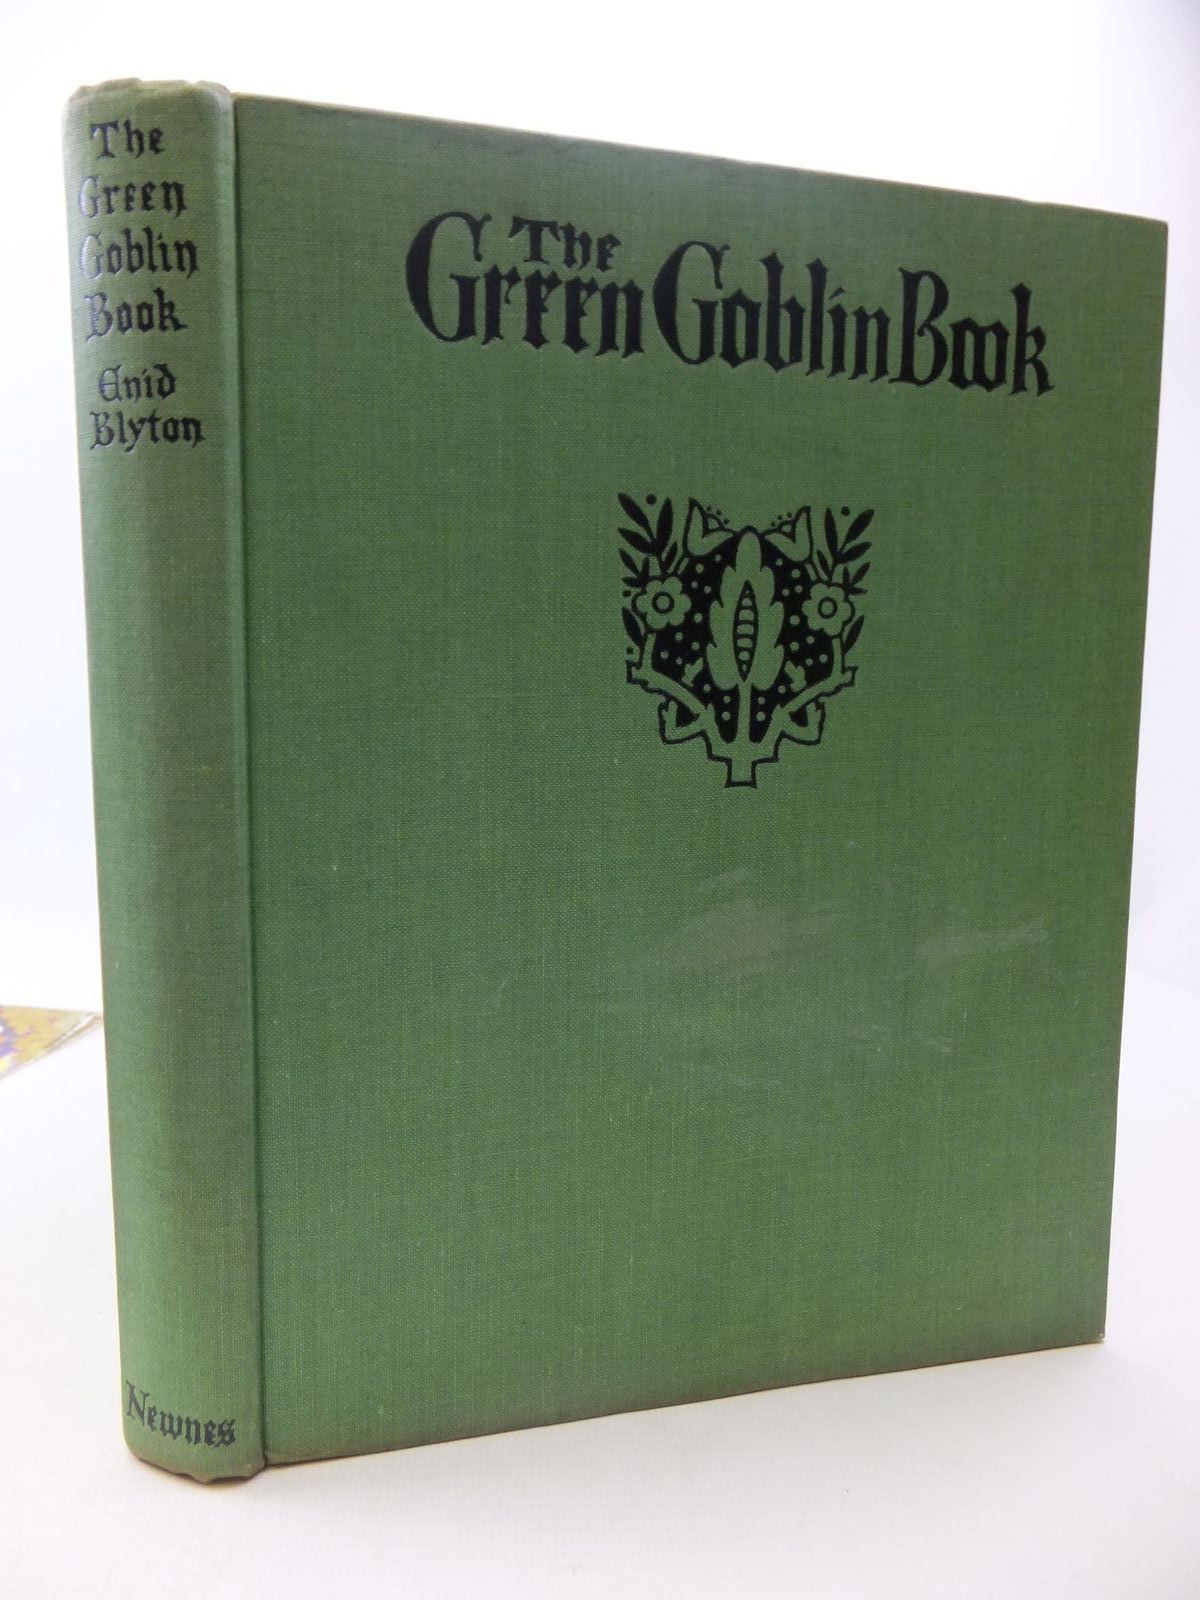 The
Green
Goblin
Book
Enid
Blyton
Newnes
The
Green Goblin Book